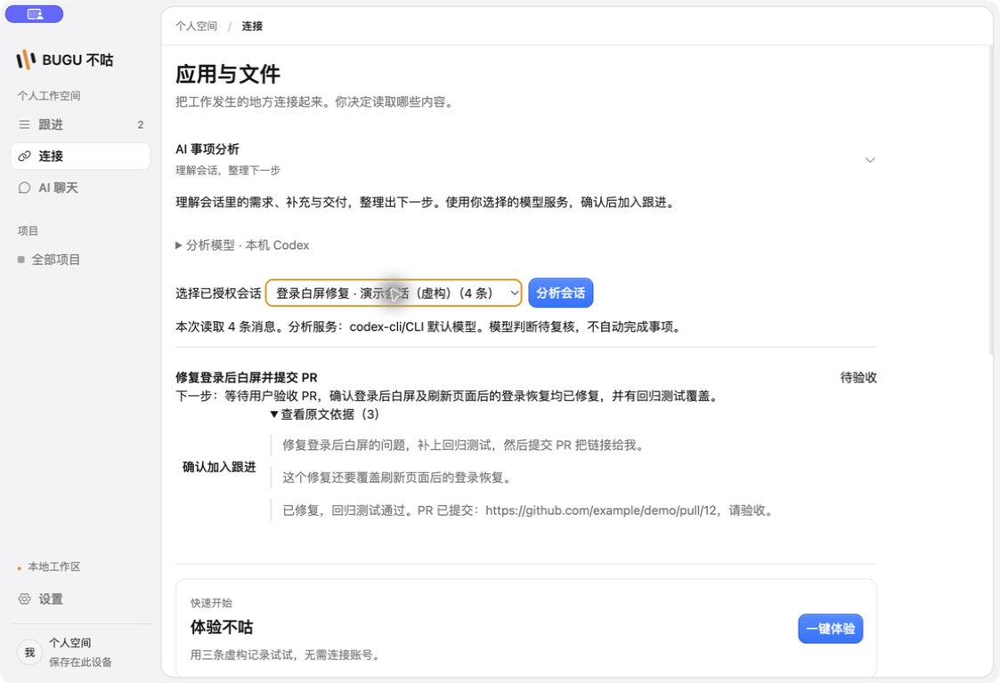 BUGU 不咕
个人工作空间
跟进 2
连接
AI 聊天
项目
全部项目
本地工作区
设置
我
个人空间
保存在此设备
个人空间 / 连接
应用与文件
把工作发生的地方连接起来。你决定读取哪些内容。
AI 事项分析
理解会话，整理下一步
理解会话里的需求、补充与交付，整理出下一步。使用你选择的模型服务，确认后加入跟进。
分析模型 · 本机 Codex
选择已授权会话 登录白屏修复 · 演示会话（虚构）（4 条） 分析会话
本次读取 4 条消息。分析服务：codex-cli/CLI 默认模型。模型判断待复核，不自动完成事项。
修复登录后白屏并提交 PR 待验收
下一步：等待用户验收 PR，确认登录后白屏及刷新页面后的登录恢复均已修复，并有回归测试覆盖。
查看原文依据（3）
修复登录后白屏的问题，补上回归测试，然后提交 PR 把链接给我。
确认加入跟进
这个修复还要覆盖刷新页面后的登录恢复。
已修复，回归测试通过。PR 已提交：https://github.com/example/demo/pull/12，请验收。
快速开始
体验不咕
一键体验
用三条虚构记录试试，无需连接账号。